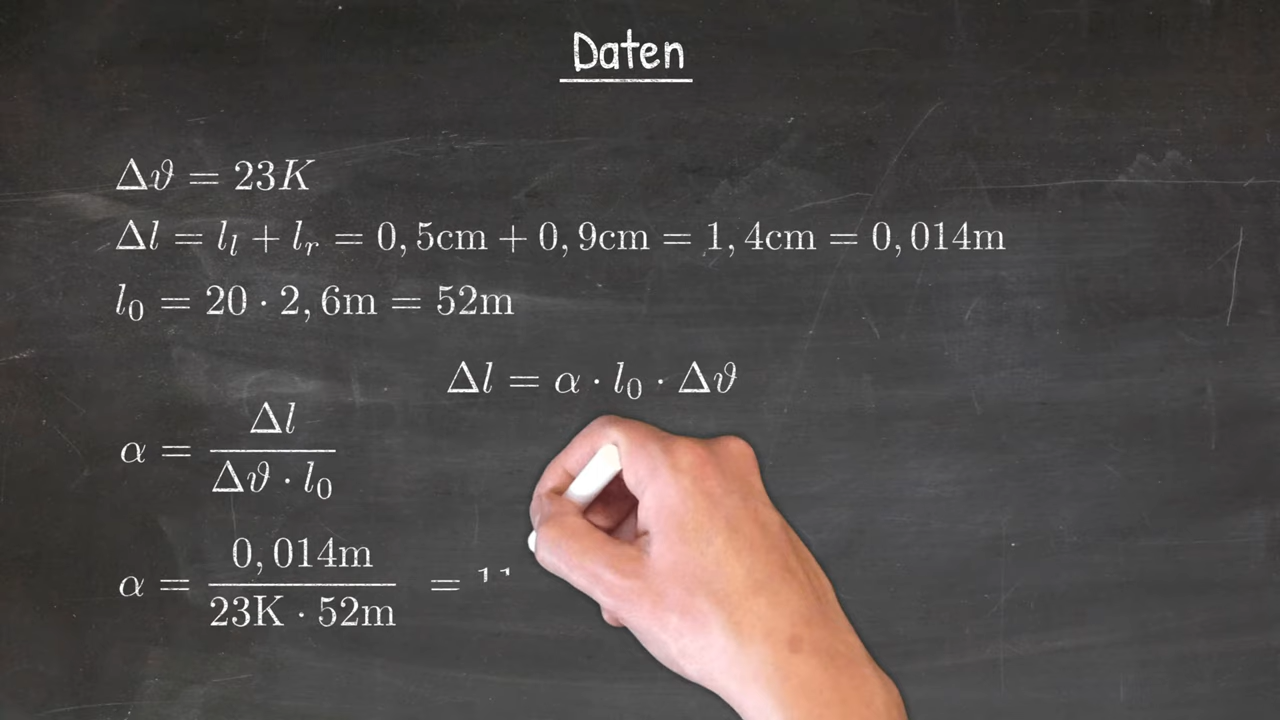 Daten
Δϑ = 23K
Δl = l_l + l_r = 0,5cm + 0,9cm = 1,4cm = 0,014m
l_0 = 20 · 2,6m = 52m
Δl = α · l_0 · Δϑ
α = Δl / (Δϑ · l_0)
α = 0,014m / (23K · 52m) =